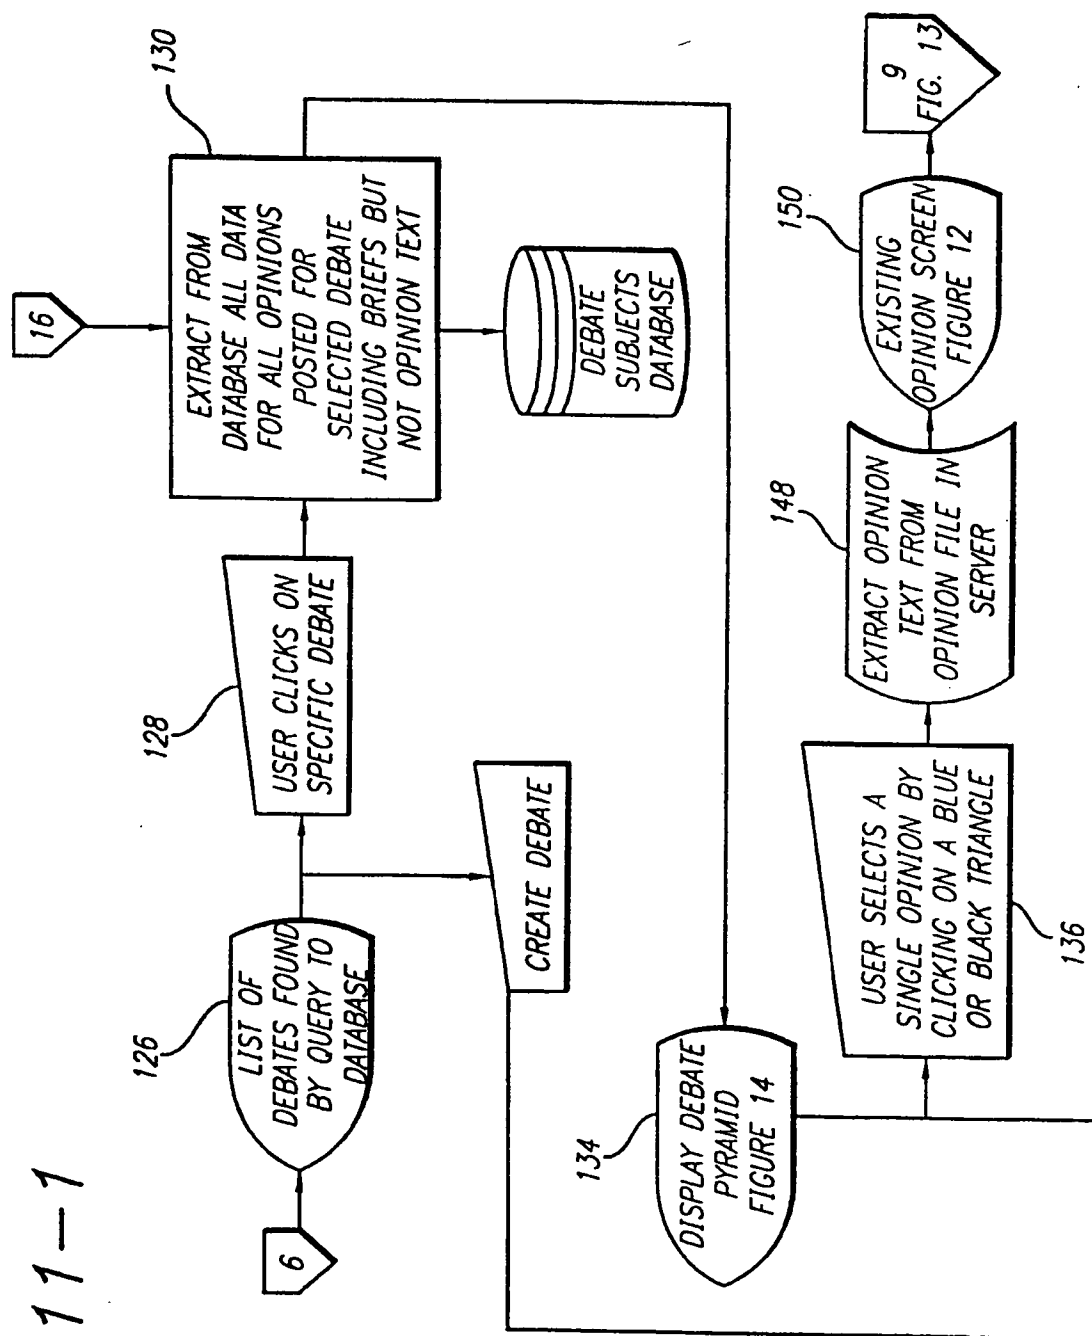 11-1
6
126
LIST OF
DEBATES FOUND
BY QUERY TO
DATABASE
128
USER CLICKS ON
SPECIFIC DEBATE
16
130
EXTRACT FROM
DATABASE ALL DATA
FOR ALL OPINIONS
POSTED FOR
SELECTED DEBATE
INCLUDING BRIEFS BUT
NOT OPINION TEXT
CREATE DEBATE
DEBATE
SUBJECTS
DATABASE
134
DISPLAY DEBATE
PYRAMID
FIGURE 14
USER SELECTS A
SINGLE OPINION BY
CLICKING ON A BLUE
OR BLACK TRIANGLE
136
148
EXTRACT OPINION
TEXT FROM
OPINION FILE IN
SERVER
150
EXISTING
OPINION SCREEN
FIGURE 12
9
FIG. 13